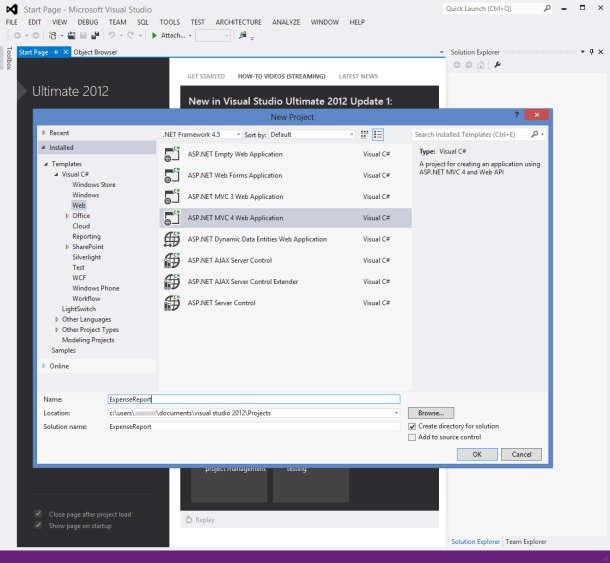 Start Page - Microsoft Visual Studio
Quick Launch (Ctrl+Q)
FILE EDIT VIEW DEBUG TEAM SQL TOOLS TEST ARCHITECTURE ANALYZE WINDOW HELP
Attach...
Toolbox
Start Page
Object Browser
Solution Explorer
GET STARTED HOW-TO VIDEOS (STREAMING) LATEST NEWS
Ultimate 2012
New in Visual Studio Ultimate 2012 Update 1:
New Project
Recent
Installed
Templates
Visual C#
Windows Store
Windows
Web
Office
Cloud
Reporting
SharePoint
Silverlight
Test
WCF
Windows Phone
Workflow
LightSwitch
Other Languages
Other Project Types
Modeling Projects
Samples
Online
.NET Framework 4.5 Sort by: Default
ASP.NET Empty Web Application Visual C#
ASP.NET Web Forms Application Visual C#
ASP.NET MVC 3 Web Application Visual C#
ASP.NET MVC 4 Web Application Visual C#
ASP.NET Dynamic Data Entities Web Application Visual C#
ASP.NET AJAX Server Control Visual C#
ASP.NET AJAX Server Control Extender Visual C#
ASP.NET Server Control Visual C#
Search Installed Templates (Ctrl+E)
Type: Visual C#
A project for creating an application using
ASP.NET MVC 4 and Web API
Name: ExpenseReport
Location: c:\users\ \documents\visual studio 2012\Projects
Solution name: ExpenseReport
Browse...
Create directory for solution
Add to source control
OK Cancel
project management
testing
Close page after project load
Show page on startup
Replay
Solution Explorer Team Explorer